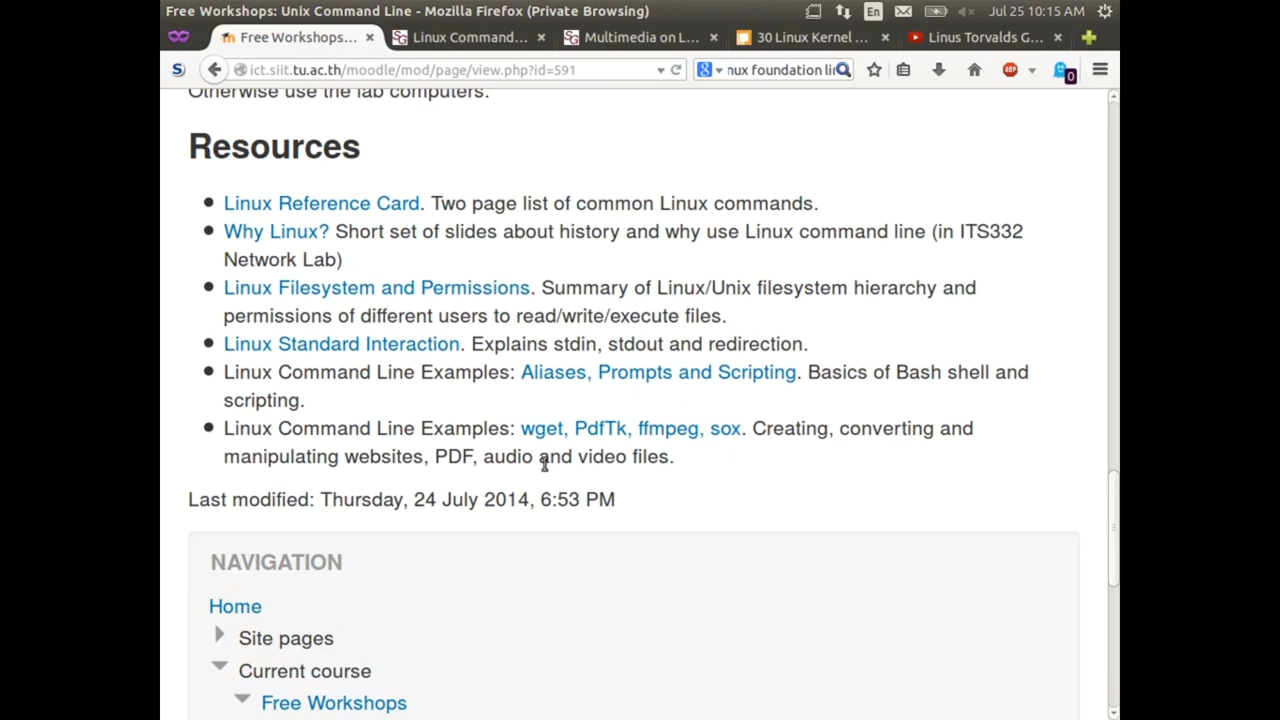 Free Workshops: Unix Command Line - Mozilla Firefox (Private Browsing)
En
Jul 25 10:15 AM
Free Workshops...
Linux Command...
Multimedia on L...
30 Linux Kernel ...
Linus Torvalds G...
ict.siit.tu.ac.th/moodle/mod/page/view.php?id=591
nux foundation lin
ABP
0
Otherwise use the lab computers.
Resources
Linux Reference Card. Two page list of common Linux commands.
Why Linux? Short set of slides about history and why use Linux command line (in ITS332
Network Lab)
Linux Filesystem and Permissions. Summary of Linux/Unix filesystem hierarchy and
permissions of different users to read/write/execute files.
Linux Standard Interaction. Explains stdin, stdout and redirection.
Linux Command Line Examples: Aliases, Prompts and Scripting. Basics of Bash shell and
scripting.
Linux Command Line Examples: wget, PdfTk, ffmpeg, sox. Creating, converting and
manipulating websites, PDF, audio and video files.
Last modified: Thursday, 24 July 2014, 6:53 PM
NAVIGATION
Home
Site pages
Current course
Free Workshops